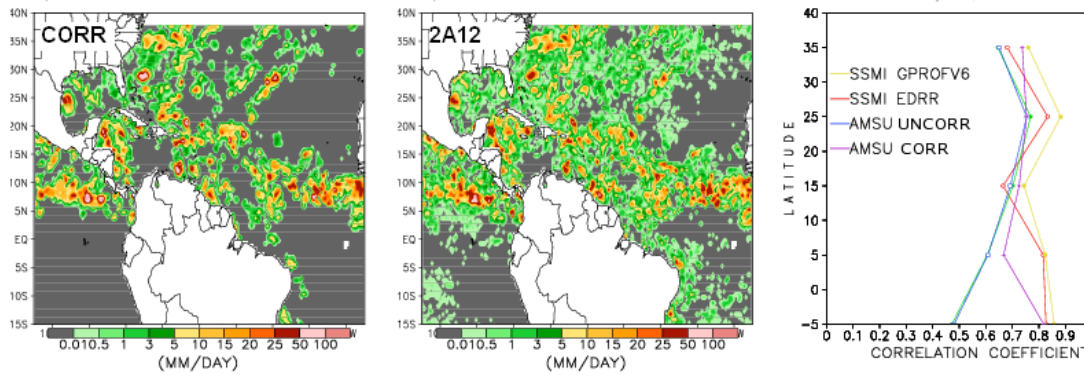 CORR
40N
35N
30N
25N
20N
15N
10N
5N
EQ
5S
10S
15S
0.01 0.5 1 3 5 10 15 20 25 50 100
(MM/DAY)
2A12
40N
35N
30N
25N
20N
15N
10N
5N
EQ
5S
10S
15S
0.01 0.5 1 3 5 10 15 20 25 50 100
(MM/DAY)
LATITUDE
40
35
30
25
20
15
10
5
0
-5
SSMI GPROFV6
SSMI EDRR
AMSU UNCORR
AMSU CORR
0 0.1 0.2 0.3 0.4 0.5 0.6 0.7 0.8 0.9
CORRELATION COEFFICIENT